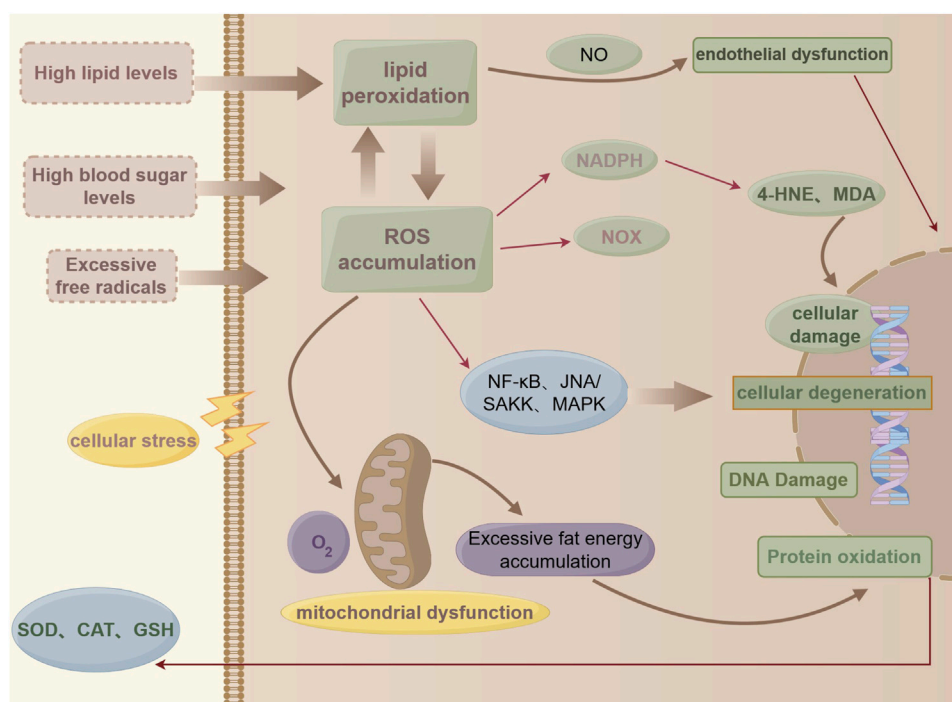 High lipid levels
lipid
peroxidation
NO
endothelial dysfunction
High blood sugar
levels
NADPH
4-HNE、MDA
ROS
accumulation
NOX
Excessive
free radicals
cellular
damage
NF-κB、JNA/
SAKK、MAPK
cellular degeneration
cellular stress
DNA Damage
O₂
Excessive fat energy
accumulation
Protein oxidation
mitochondrial dysfunction
SOD、CAT、GSH